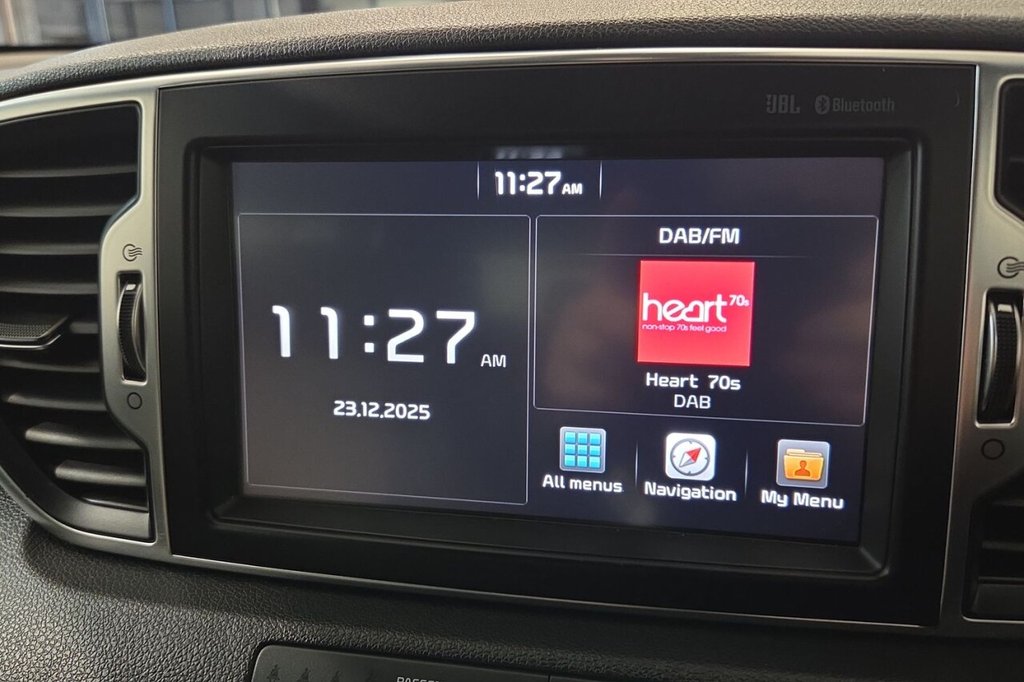 JBL Bluetooth
11:27 AM
11:27 AM
23.12.2025
DAB/FM
heart 70s
non-stop 70s feel good
Heart 70s
DAB
All menus
Navigation
My Menu